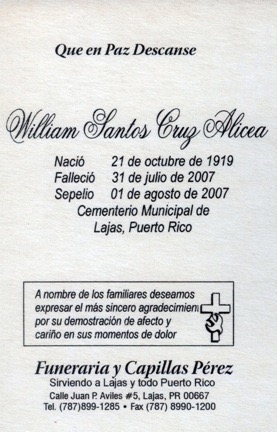 Que en Paz Descanse
William Santos Cruz Alicea
Nació 21 de octubre de 1919
Falleció 31 de julio de 2007
Sepelio 01 de agosto de 2007
Cementerio Municipal de
Lajas, Puerto Rico
A nombre de los familiares deseamos
expresar el más sincero agradecimien
por su demostración de afecto y
cariño en sus momentos de dolor
Funeraria y Capillas Pérez
Sirviendo a Lajas y todo Puerto Rico
Calle Juan P. Aviles #5, Lajas, PR 00667
Tel. (787)899-1285 • Fax (787) 8990-1200